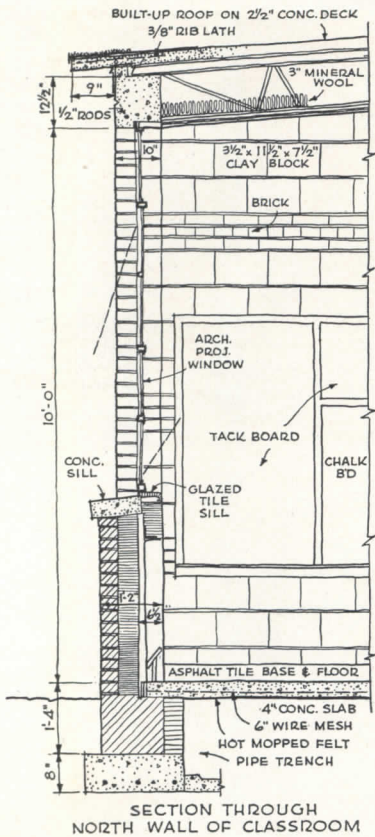 BUILT-UP ROOF ON 2½" CONC. DECK
3/8" RIB LATH
3" MINERAL
WOOL
9"
12½"
½" RODS
10"
3½" x 11½" x 7½"
CLAY BLOCK
BRICK
ARCH.
PROJ.
WINDOW
10'-0"
TACK BOARD
CHALK
B'D
CONC.
SILL
GLAZED
TILE
SILL
1'-2"
6½"
ASPHALT TILE BASE & FLOOR
4" CONC. SLAB
6" WIRE MESH
HOT MOPPED FELT
PIPE TRENCH
1'-4"
8"
SECTION THROUGH
NORTH WALL OF CLASSROOM